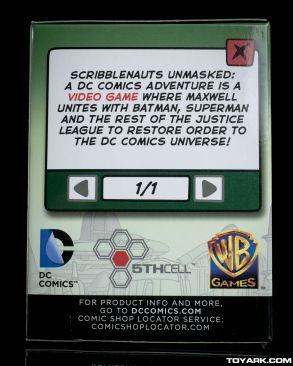 X
SCRIBBLENAUTS UNMASKED:
A DC COMICS ADVENTURE IS A
VIDEO GAME WHERE MAXWELL
UNITES WITH BATMAN, SUPERMAN
AND THE REST OF THE JUSTICE
LEAGUE TO RESTORE ORDER TO
THE DC COMICS UNIVERSE!
1/1
DC
COMICS™
5TH CELL
WB
GAMES
FOR PRODUCT INFO AND MORE,
GO TO DCCOMICS.COM
COMIC SHOP LOCATOR SERVICE:
COMICSHOPLOCATOR.COM
TOYARK.COM